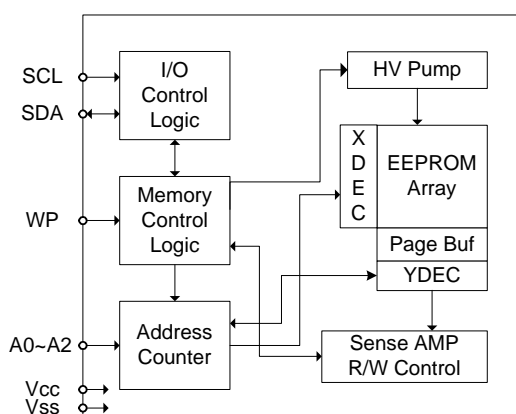 SCL
SDA
WP
A0~A2
Vcc
Vss
I/O
Control
Logic
Memory
Control
Logic
Address
Counter
HV Pump
X
D
E
C
EEPROM
Array
Page Buf
YDEC
Sense AMP
R/W Control